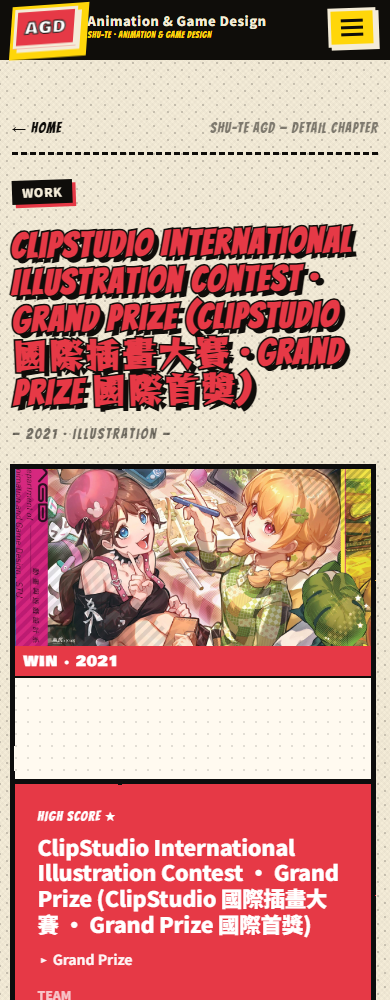 AGD
Animation & Game Design
SHU-TE · ANIMATION & GAME DESIGN
← HOME
SHU-TE AGD — DETAIL CHAPTER
WORK
CLIPSTUDIO INTERNATIONAL
ILLUSTRATION CONTEST ·
GRAND PRIZE (CLIPSTUDIO
國際插畫大賽 · GRAND
PRIZE 國際首獎)
— 2021 · ILLUSTRATION —
WIN · 2021
HIGH SCORE ★
ClipStudio International
Illustration Contest · Grand
Prize (ClipStudio 國際插畫大
賽 · Grand Prize 國際首獎)
▸ Grand Prize
TEAM